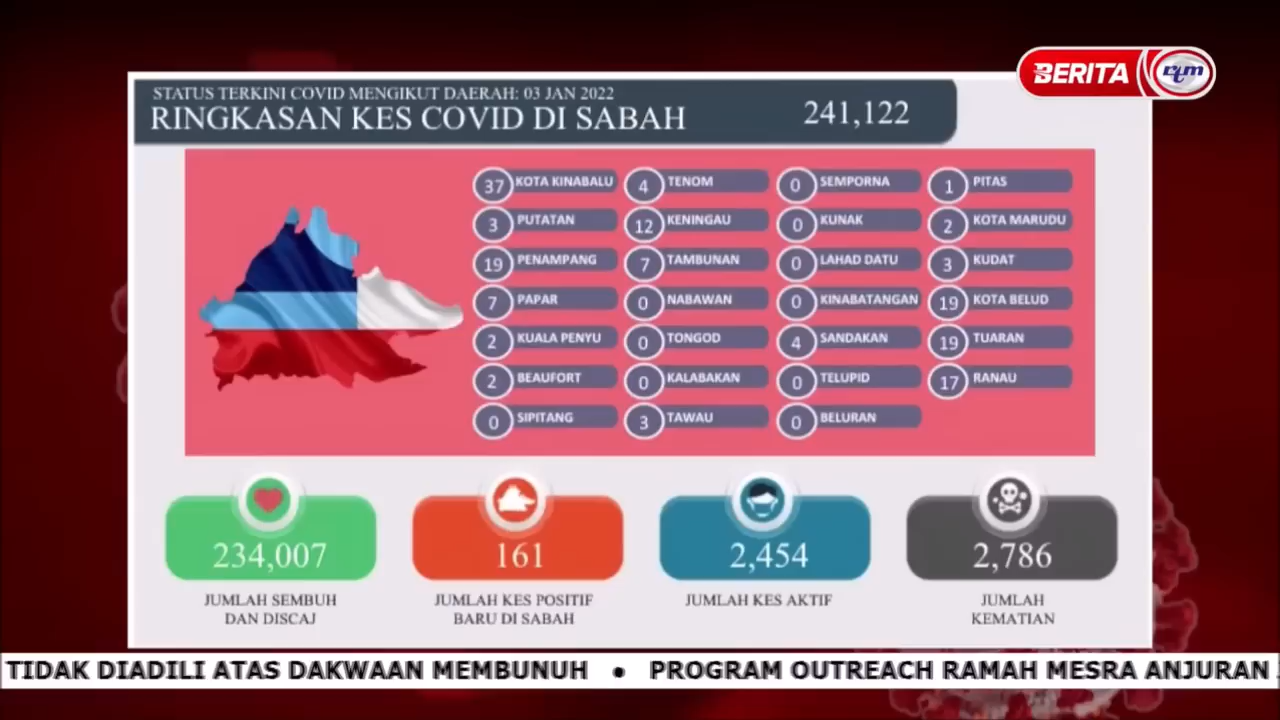 BERITA rtm
STATUS TERKINI COVID MENGIKUT DAERAH: 03 JAN 2022
RINGKASAN KES COVID DI SABAH
241,122
37 KOTA KINABALU
3 PUTATAN
19 PENAMPANG
7 PAPAR
2 KUALA PENYU
2 BEAUFORT
0 SIPITANG
4 TENOM
12 KENINGAU
7 TAMBUNAN
0 NABAWAN
0 TONGOD
0 KALABAKAN
3 TAWAU
0 SEMPORNA
0 KUNAK
0 LAHAD DATU
0 KINABATANGAN
4 SANDAKAN
0 TELUPID
0 BELURAN
1 PITAS
2 KOTA MARUDU
3 KUDAT
19 KOTA BELUD
19 TUARAN
17 RANAU
234,007
JUMLAH SEMBUH
DAN DISCAJ
161
JUMLAH KES POSITIF
BARU DI SABAH
2,454
JUMLAH KES AKTIF
2,786
JUMLAH
KEMATIAN
TIDAK DIADILI ATAS DAKWAAN MEMBUNUH • PROGRAM OUTREACH RAMAH MESRA ANJURAN